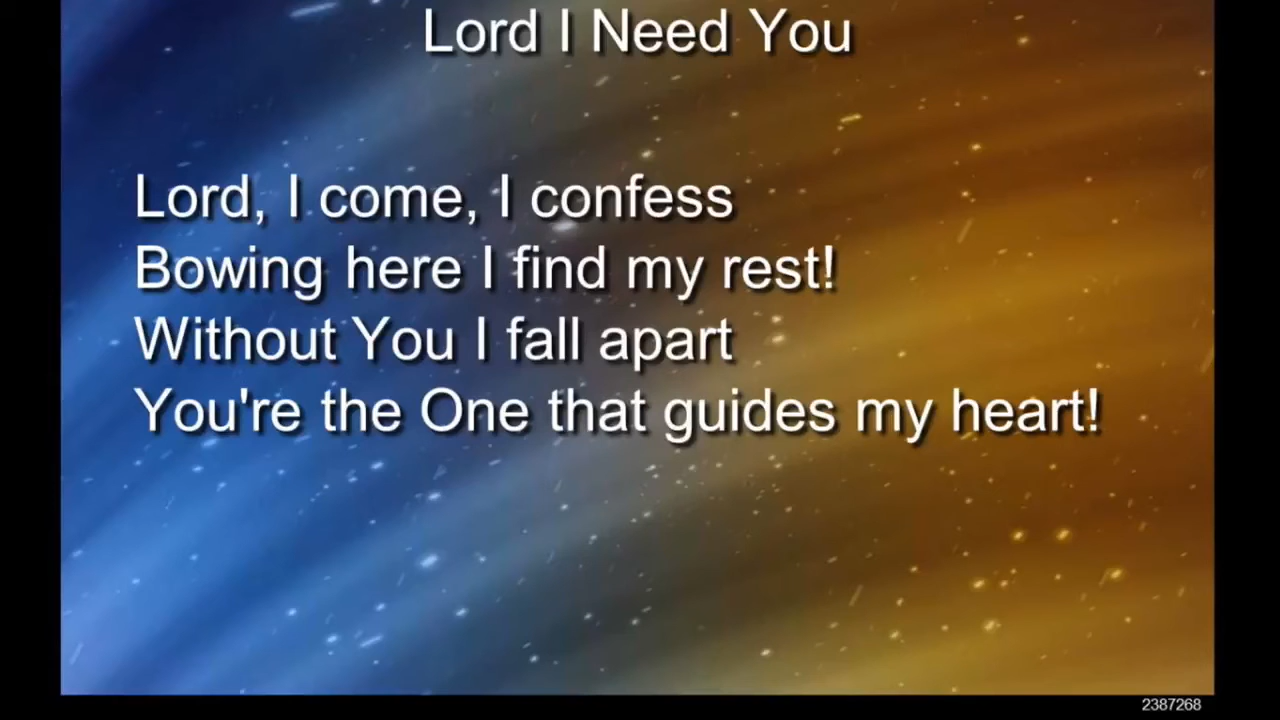 Lord I Need You
Lord, I come, I confess
Bowing here I find my rest!
Without You I fall apart
You're the One that guides my heart!
2387268